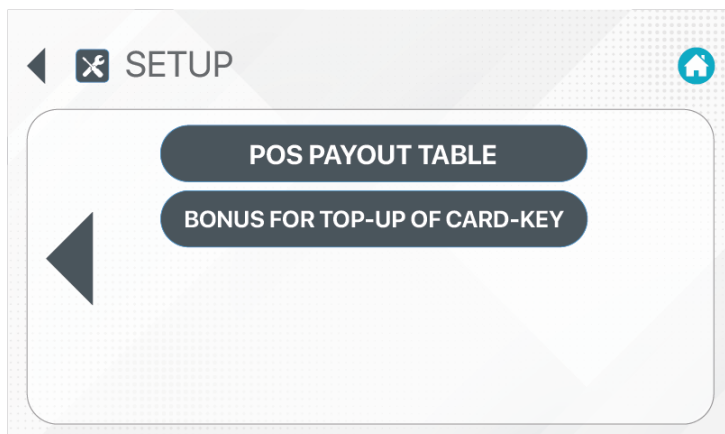 SETUP
POS PAYOUT TABLE
BONUS FOR TOP-UP OF CARD-KEY